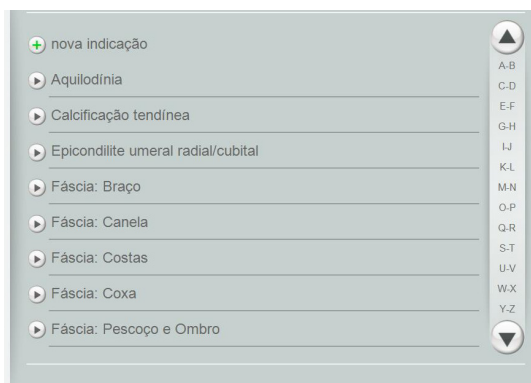 nova indicação
Aquilodínia
Calcificação tendínea
Epicondilite umeral radial/cubital
Fáscia: Braço
Fáscia: Canela
Fáscia: Costas
Fáscia: Coxa
Fáscia: Pescoço e Ombro
A-B
C-D
E-F
G-H
I-J
K-L
M-N
O-P
Q-R
S-T
U-V
W-X
Y-Z